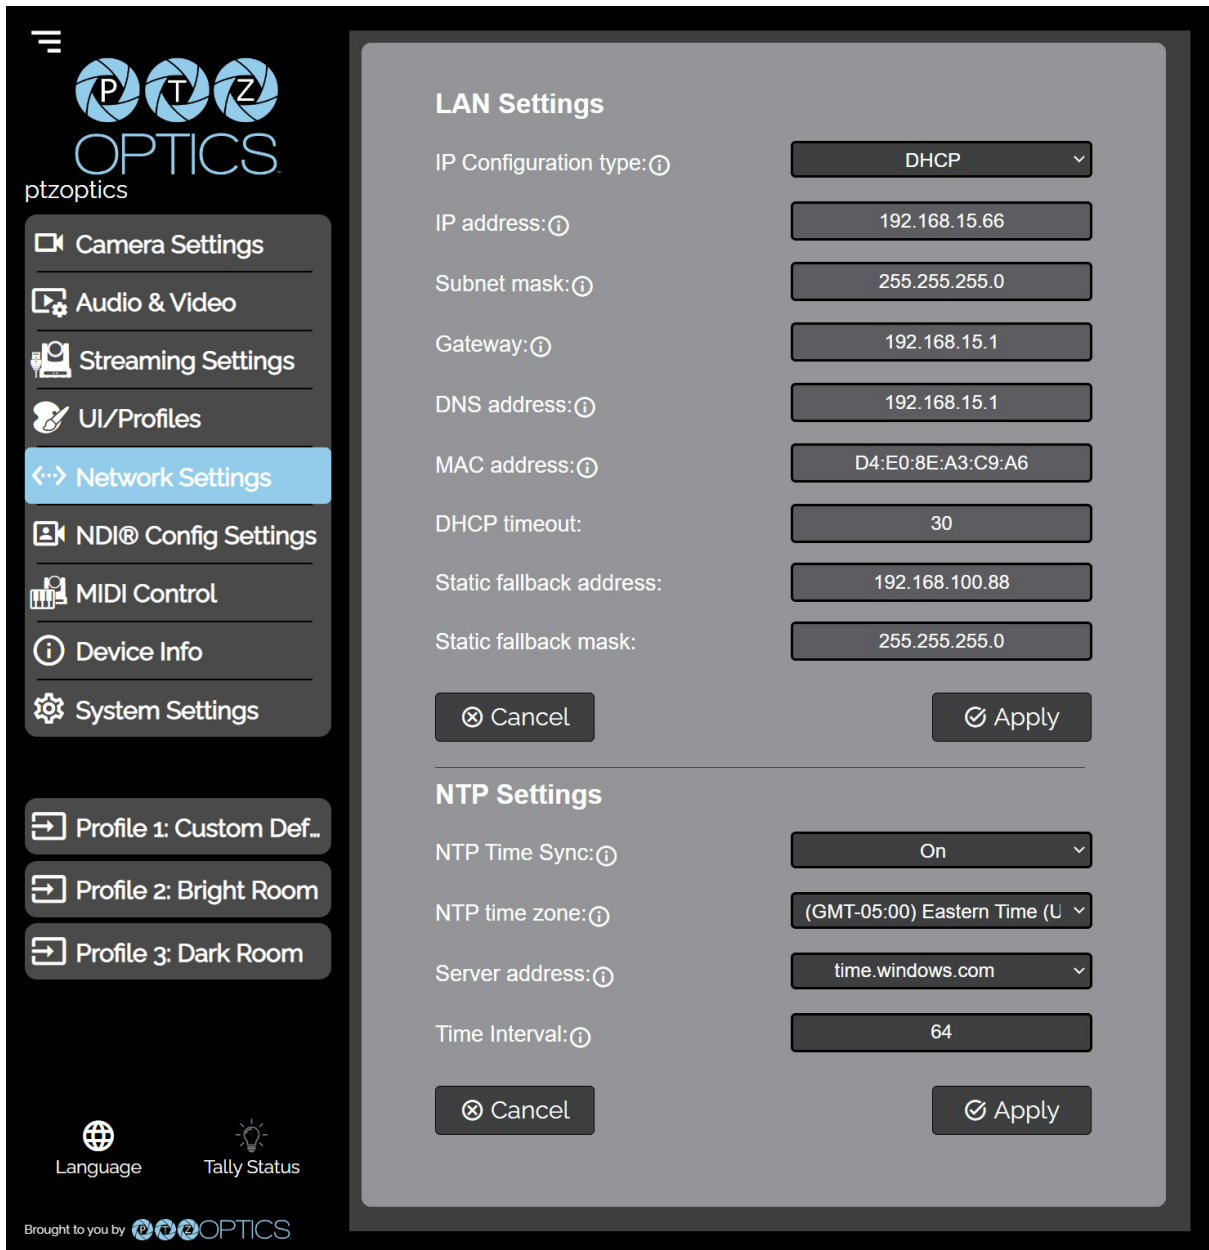 P T Z
OPTICS
ptzoptics
Camera Settings
Audio & Video
Streaming Settings
UI/Profiles
Network Settings
NDI® Config Settings
MIDI Control
Device Info
System Settings
Profile 1: Custom Def...
Profile 2: Bright Room
Profile 3: Dark Room
Language Tally Status
Brought to you by PTZ OPTICS
LAN Settings
IP Configuration type: DHCP
IP address: 192.168.15.66
Subnet mask: 255.255.255.0
Gateway: 192.168.15.1
DNS address: 192.168.15.1
MAC address: D4:E0:8E:A3:C9:A6
DHCP timeout: 30
Static fallback address: 192.168.100.88
Static fallback mask: 255.255.255.0
Cancel Apply
NTP Settings
NTP Time Sync: On
NTP time zone: (GMT-05:00) Eastern Time (U
Server address: time.windows.com
Time Interval: 64
Cancel Apply